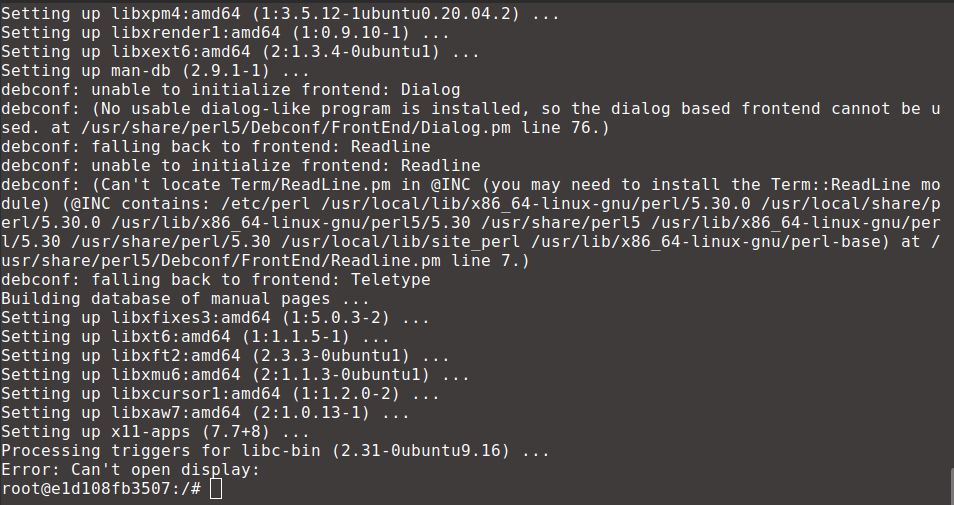 Setting up libxpm4:amd64 (1:3.5.12-1ubuntu0.20.04.2) ...
Setting up libxrender1:amd64 (1:0.9.10-1) ...
Setting up libxext6:amd64 (2:1.3.4-0ubuntu1) ...
Setting up man-db (2.9.1-1) ...
debconf: unable to initialize frontend: Dialog
debconf: (No usable dialog-like program is installed, so the dialog based frontend cannot be u
sed. at /usr/share/perl5/Debconf/FrontEnd/Dialog.pm line 76.)
debconf: falling back to frontend: Readline
debconf: unable to initialize frontend: Readline
debconf: (Can't locate Term/ReadLine.pm in @INC (you may need to install the Term::ReadLine mo
dule) (@INC contains: /etc/perl /usr/local/lib/x86_64-linux-gnu/perl/5.30.0 /usr/local/share/p
erl/5.30.0 /usr/lib/x86_64-linux-gnu/perl5/5.30 /usr/share/perl5 /usr/lib/x86_64-linux-gnu/per
l/5.30 /usr/share/perl/5.30 /usr/local/lib/site_perl /usr/lib/x86_64-linux-gnu/perl-base) at /
usr/share/perl5/Debconf/FrontEnd/Readline.pm line 7.)
debconf: falling back to frontend: Teletype
Building database of manual pages ...
Setting up libxfixes3:amd64 (1:5.0.3-2) ...
Setting up libxt6:amd64 (1:1.1.5-1) ...
Setting up libxft2:amd64 (2.3.3-0ubuntu1) ...
Setting up libxmu6:amd64 (2:1.1.3-0ubuntu1) ...
Setting up libxcursor1:amd64 (1:1.2.0-2) ...
Setting up libxaw7:amd64 (2:1.0.13-1) ...
Setting up x11-apps (7.7+8) ...
Processing triggers for libc-bin (2.31-0ubuntu9.16) ...
Error: Can't open display:
root@e1d108fb3507:/#